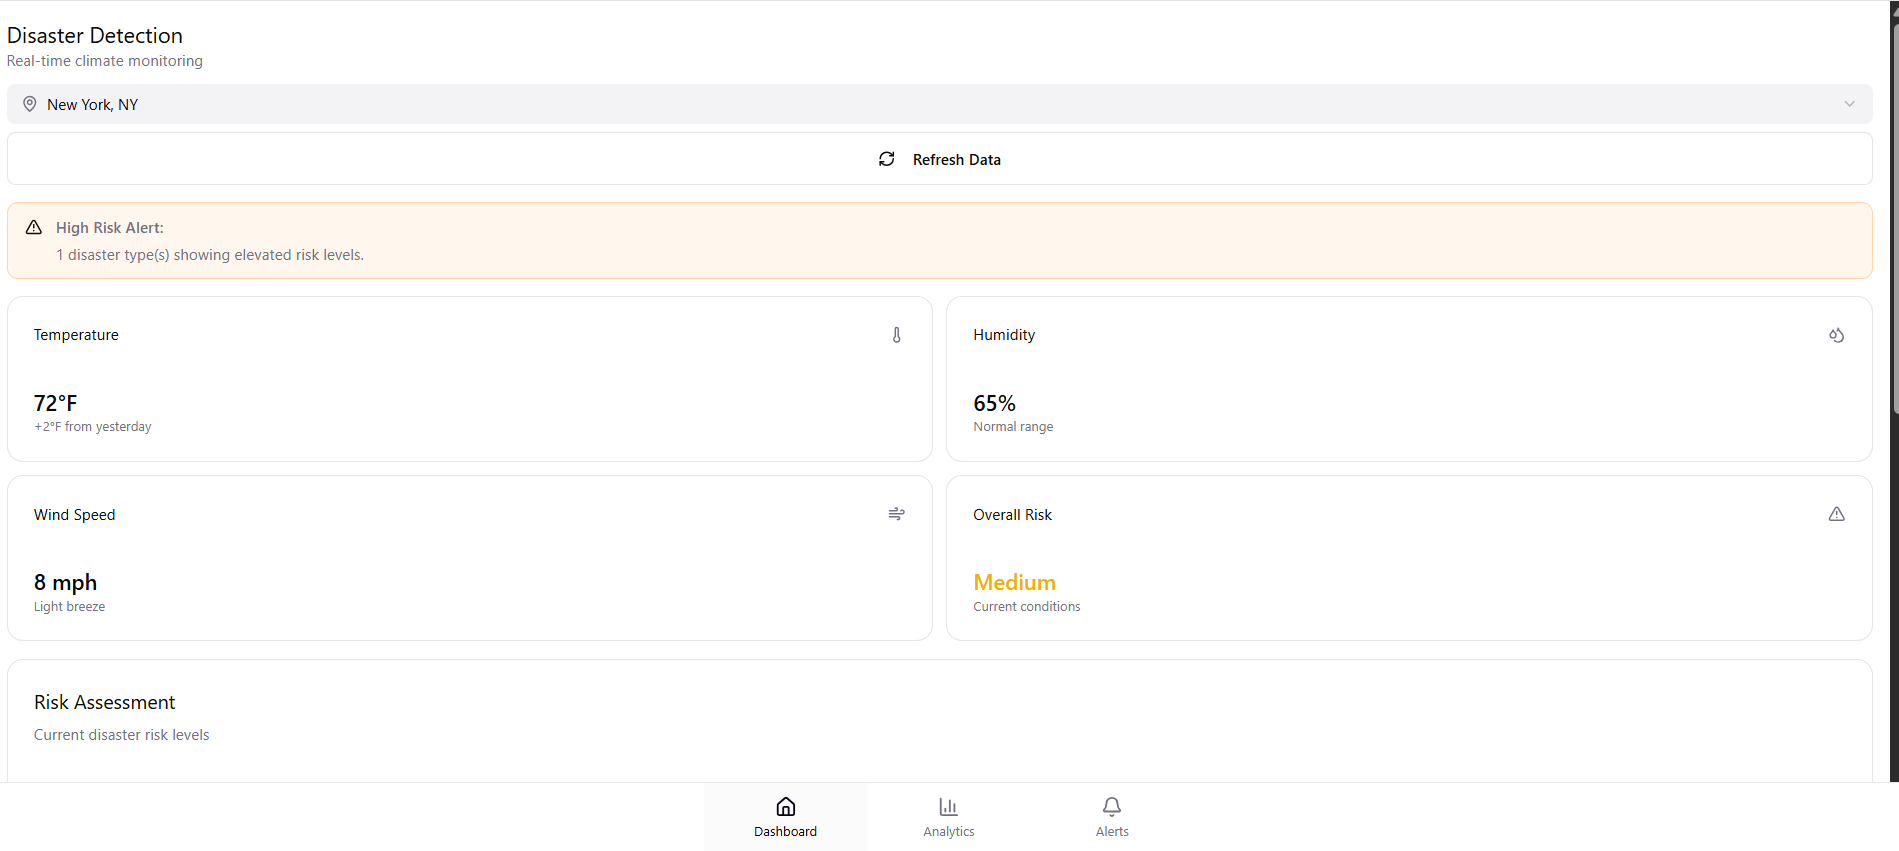 Disaster Detection
Real-time climate monitoring
New York, NY
Refresh Data
High Risk Alert:
1 disaster type(s) showing elevated risk levels.
Temperature
72°F
+2°F from yesterday
Humidity
65%
Normal range
Wind Speed
8 mph
Light breeze
Overall Risk
Medium
Current conditions
Risk Assessment
Current disaster risk levels
Dashboard
Analytics
Alerts